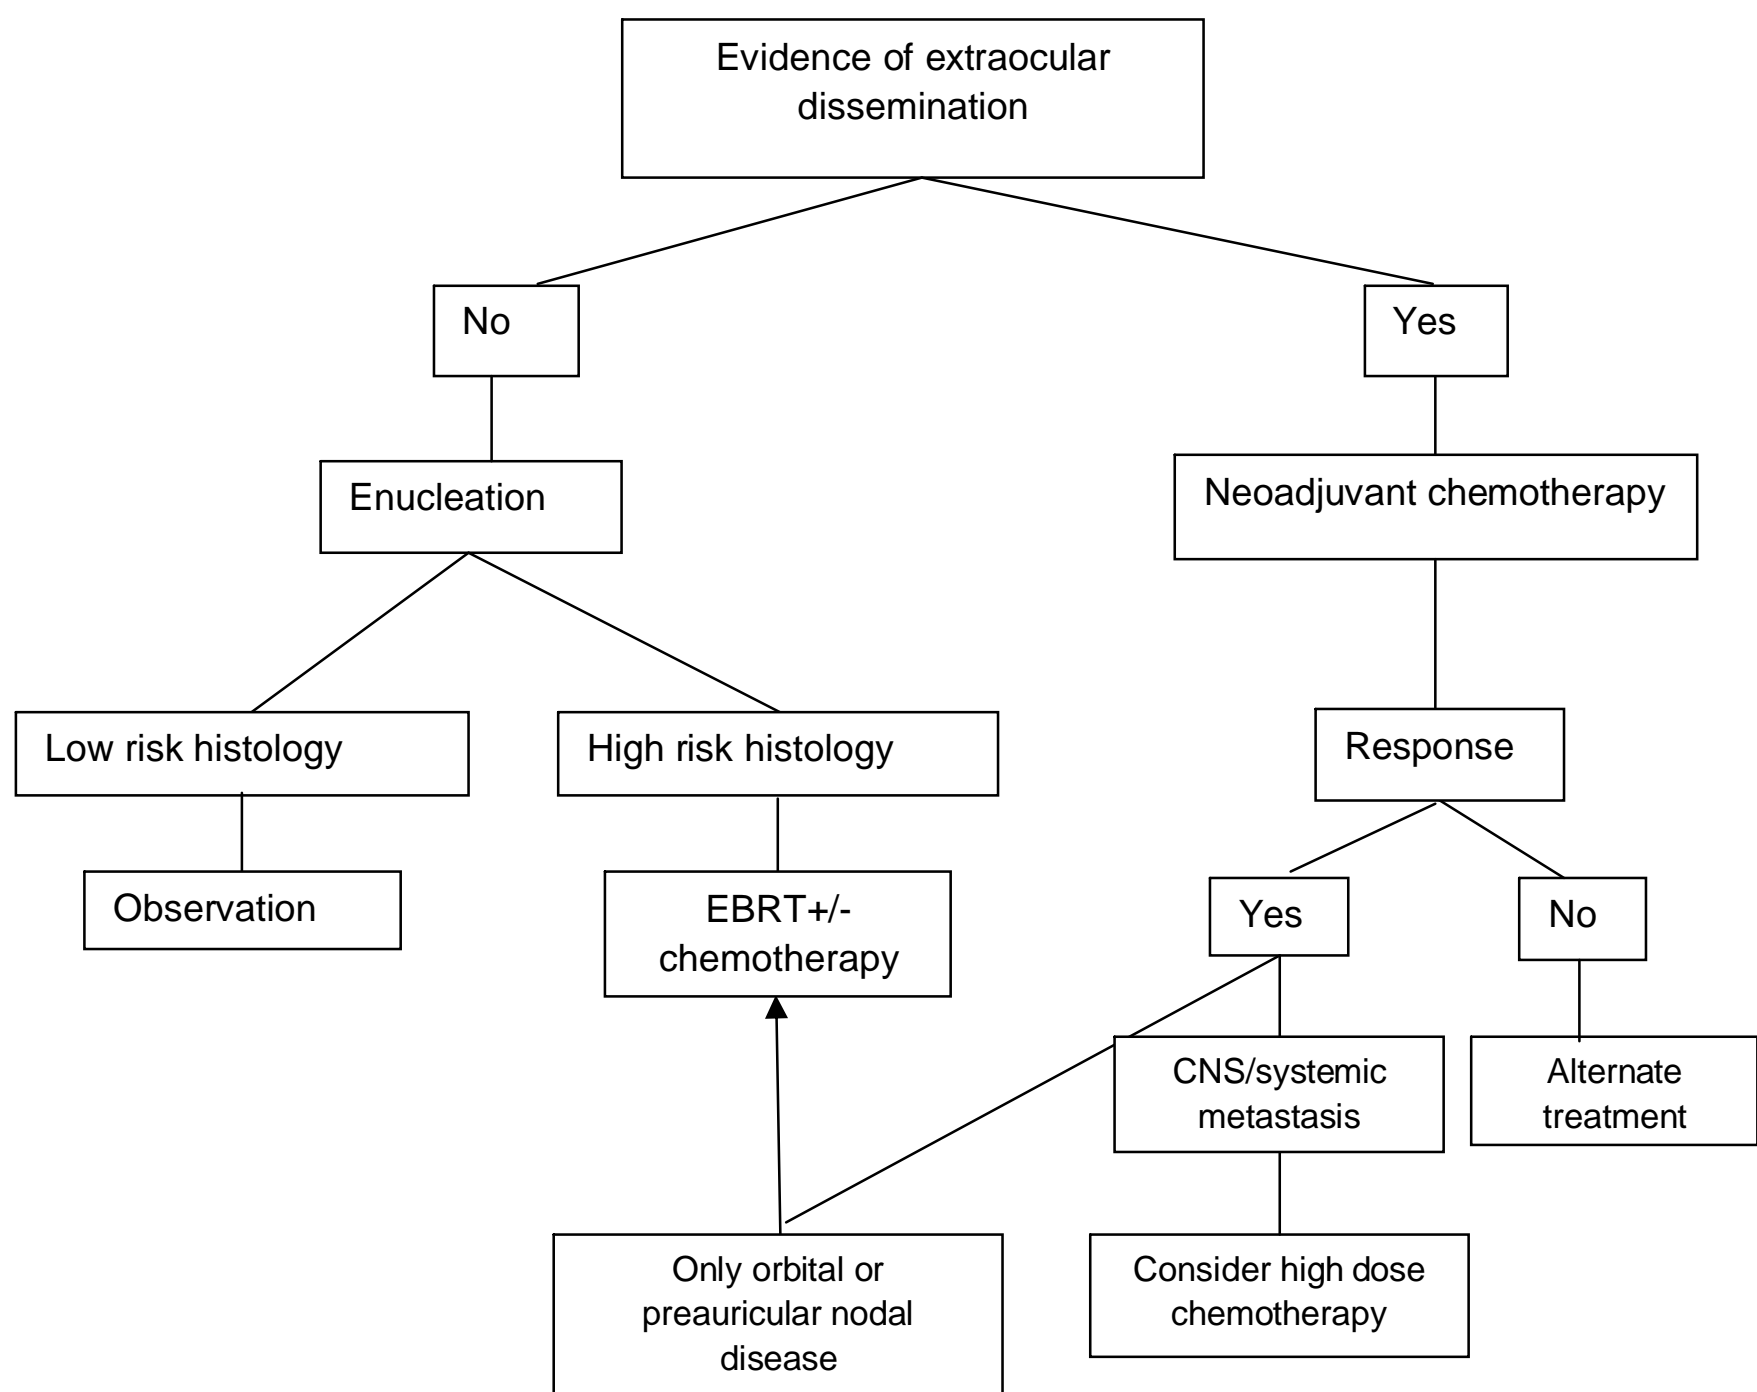 Evidence of extraocular
dissemination
No
Yes
Enucleation
Neoadjuvant chemotherapy
Low risk histology
High risk histology
Response
Observation
EBRT+/-
chemotherapy
Yes
No
CNS/systemic
metastasis
Alternate
treatment
Only orbital or
preauricular nodal
disease
Consider high dose
chemotherapy